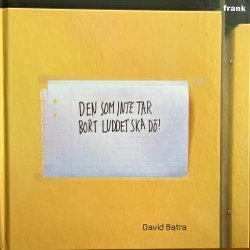 frank
DEN SOM INTE TAR
BORT LUDDET SKA DÖ!
David Batra